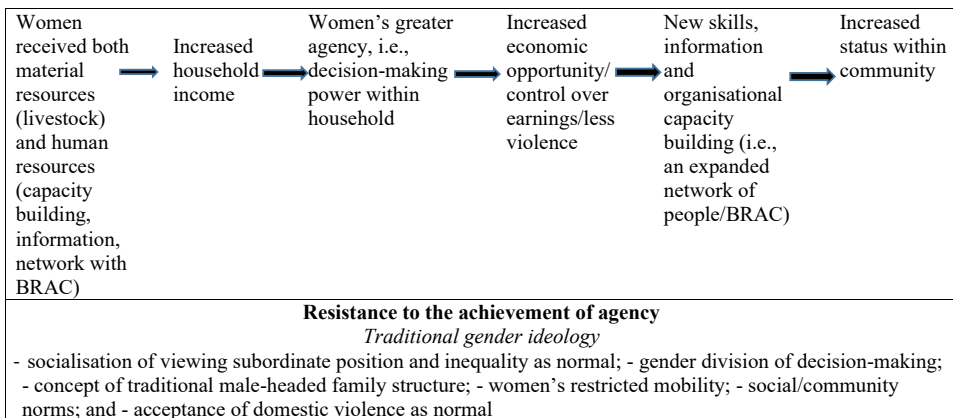 Women
received both
material
resources
(livestock)
and human
resources
(capacity
building,
information,
network with
BRAC)
Increased
household
income
Women’s greater
agency, i.e.,
decision-making
power within
household
Increased
economic
opportunity/
control over
earnings/less
violence
New skills,
information
and
organisational
capacity
building (i.e.,
an expanded
network of
people/BRAC)
Increased
status within
community
Resistance to the achievement of agency
Traditional gender ideology
- socialisation of viewing subordinate position and inequality as normal; - gender division of decision-making;
- concept of traditional male-headed family structure; - women’s restricted mobility; - social/community
norms; and - acceptance of domestic violence as normal